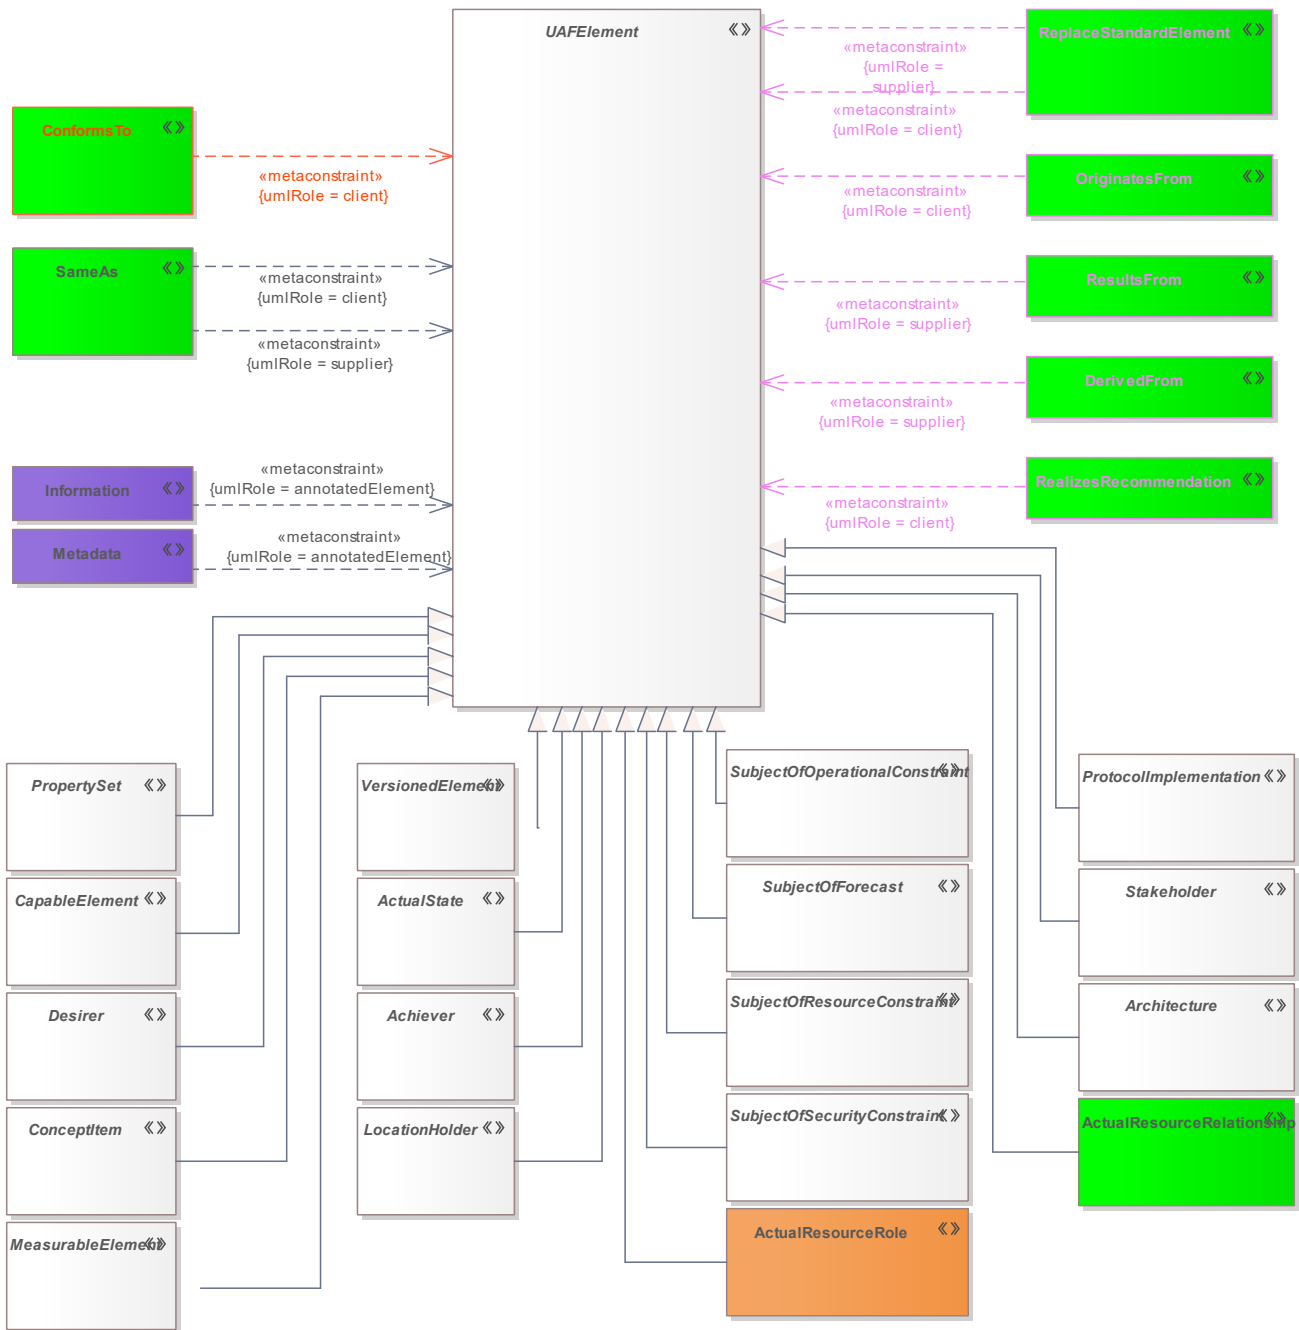 UAFElement
«»
ReplaceStandardElement
«»
«metaconstraint»
{umlRole =
supplier}
«metaconstraint»
{umlRole = client}
ConformsTo
«»
«metaconstraint»
{umlRole = client}
OriginatesFrom
«»
«metaconstraint»
{umlRole = client}
SameAs
«»
«metaconstraint»
{umlRole = client}
«metaconstraint»
{umlRole = supplier}
ResultsFrom
«»
«metaconstraint»
{umlRole = supplier}
DerivedFrom
«»
«metaconstraint»
{umlRole = supplier}
Information
«»
«metaconstraint»
{umlRole = annotatedElement}
RealizesRecommendation
«»
«metaconstraint»
{umlRole = client}
Metadata
«»
«metaconstraint»
{umlRole = annotatedElement}
PropertySet
«»
CapableElement
«»
Desirer
«»
ConceptItem
«»
MeasurableElement
«»
VersionedElement
«»
ActualState
«»
Achiever
«»
LocationHolder
«»
SubjectOfOperationalConstraint
«»
SubjectOfForecast
«»
SubjectOfResourceConstraint
«»
SubjectOfSecurityConstraint
«»
ActualResourceRole
«»
ProtocolImplementation
«»
Stakeholder
«»
Architecture
«»
ActualResourceRelationship
«»